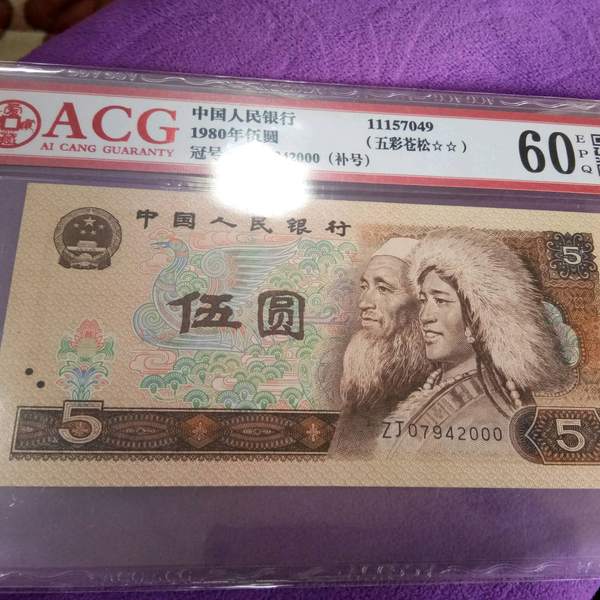 ACG
AI CANG GUARANTY
中国人民银行
1980年伍圆
冠号 42000（补号）
11157049
（五彩苍松☆☆）
60
E
P
Q
中国人民银行
5
伍圆
5
ZJ07942000
5